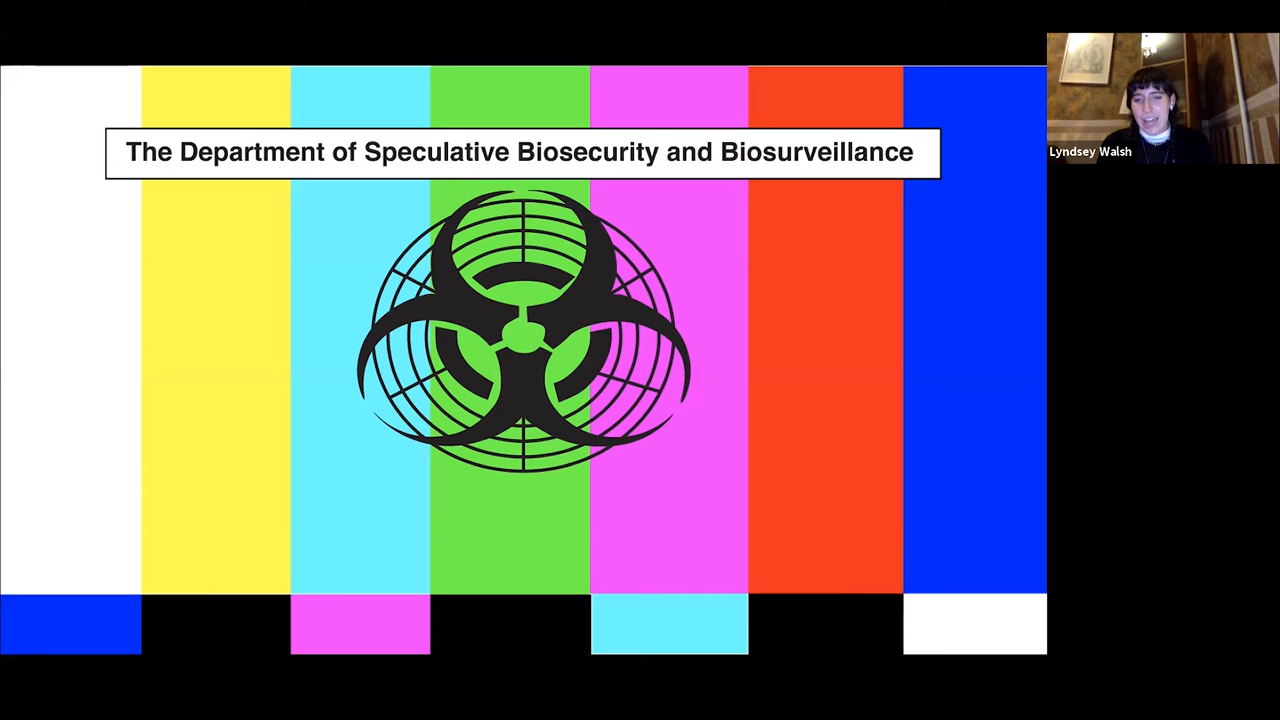 The Department of Speculative Biosecurity and Biosurveillance
Lyndsey Walsh